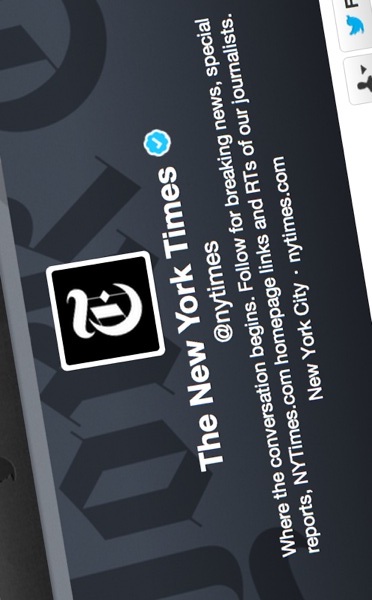 The New York Times
@nytimes
Where the conversation begins. Follow for breaking news, special
reports, NYTimes.com homepage links and RTs of our journalists.
New York City · nytimes.com